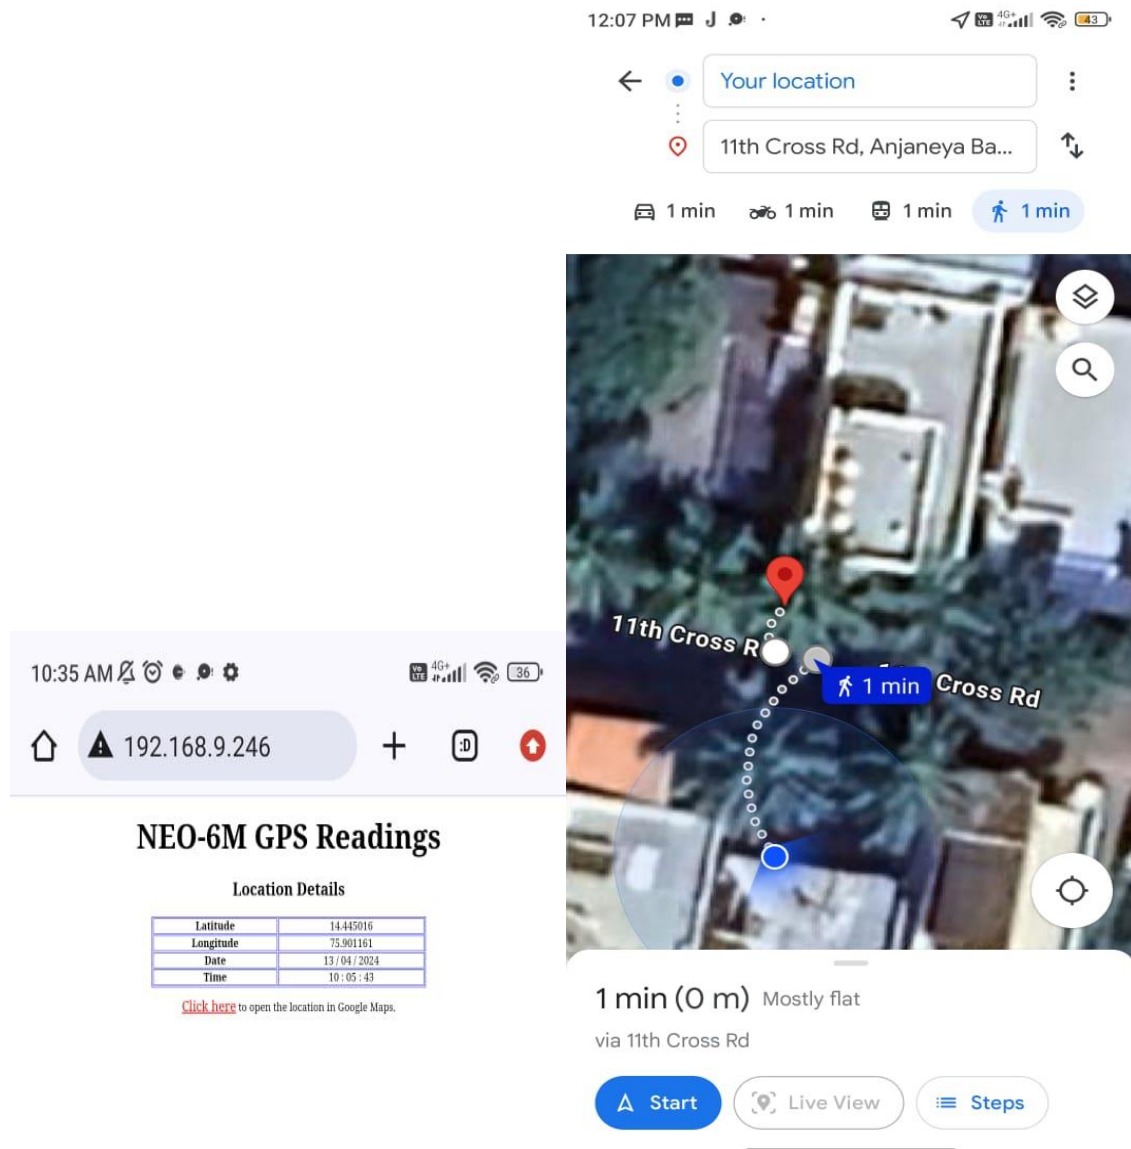 10:35 AM 4G+ 36
192.168.9.246
:D
NEO-6M GPS Readings
Location Details
Latitude 14.445016
Longitude 75.901161
Date 13 / 04 / 2024
Time 10 : 05 : 43
Click here to open the location in Google Maps.
12:07 PM J 4G+ 43
Your location
11th Cross Rd, Anjaneya Ba...
1 min 1 min 1 min 1 min
11th Cross R
1 min Cross Rd
1 min (0 m) Mostly flat
via 11th Cross Rd
Start Live View Steps